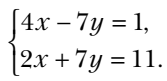 4x − 7y = 1,
2x + 7y = 11.